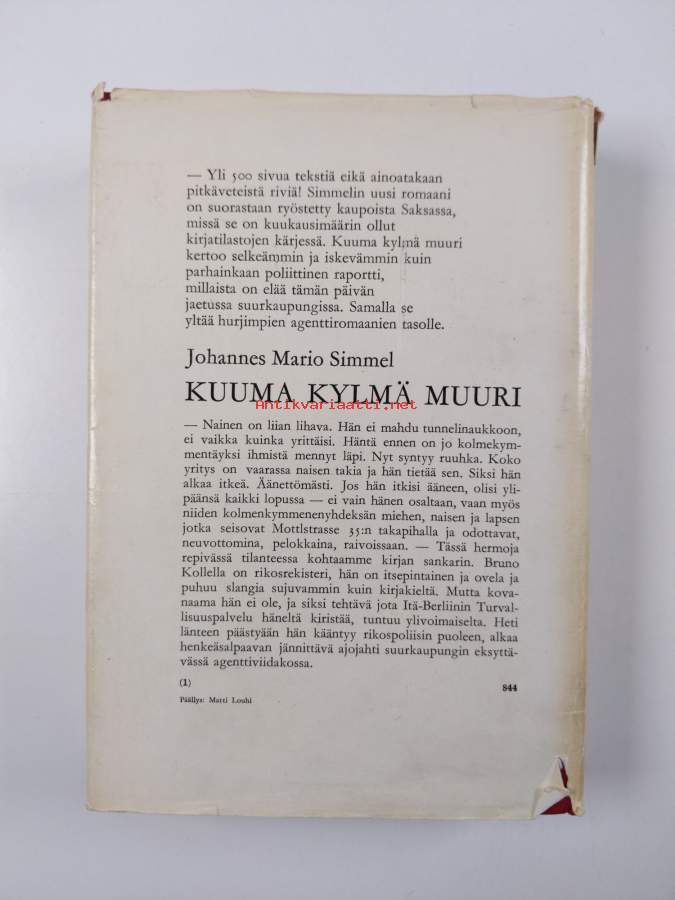 — Yli 500 sivua tekstiä eikä ainoatakaan
pitkäveteistä riviä! Simmelin uusi romaani
on suorastaan ryöstetty kaupoista Saksassa,
missä se on kuukausimäärin ollut
kirjatilastojen kärjessä. Kuuma kylmä muuri
kertoo selkeämmin ja iskevämmin kuin
parhainkaan poliittinen raportti,
millaista on elää tämän päivän
jaetussa suurkaupungissa. Samalla se
yltää hurjimpien agenttiromaanien tasolle.
Johannes Mario Simmel
KUUMA KYLMÄ MUURI
Antikvariaatti.net
— Nainen on liian lihava. Hän ei mahdu tunnelinaukkoon,
ei vaikka kuinka yrittäisi. Häntä ennen on jo kolmekym-
mentäyksi ihmistä mennyt läpi. Nyt syntyy ruuhka. Koko
yritys on vaarassa naisen takia ja hän tietää sen. Siksi hän
alkaa itkeä. Äänettömästi. Jos hän itkisi ääneen, olisi yli-
päänsä kaikki lopussa — ei vain hänen osaltaan, vaan myös
niiden kolmenkymmenenyhdeksän miehen, naisen ja lapsen
jotka seisovat Mottlstrasse 35:n takapihalla ja odottavat,
neuvottomina, pelokkaina, raivoissaan. — Tässä hermoja
repivässä tilanteessa kohtaamme kirjan sankarin. Bruno
Kollella on rikosrekisteri, hän on itsepintainen ja ovela ja
puhuu slangia sujuvammin kuin kirjakieltä. Mutta kova-
naama hän ei ole, ja siksi tehtävä jota Itä-Berliinin Turval-
lisuuspalvelu häneltä kiristää, tuntuu ylivoimaiselta. Heti
länteen päästyään hän kääntyy rikospoliisin puoleen, alkaa
henkeäsalpaavan jännittävä ajojahti suurkaupungin eksyttä-
vässä agenttiviidakossa.
(1) 844
Päällys: Matti Louhi